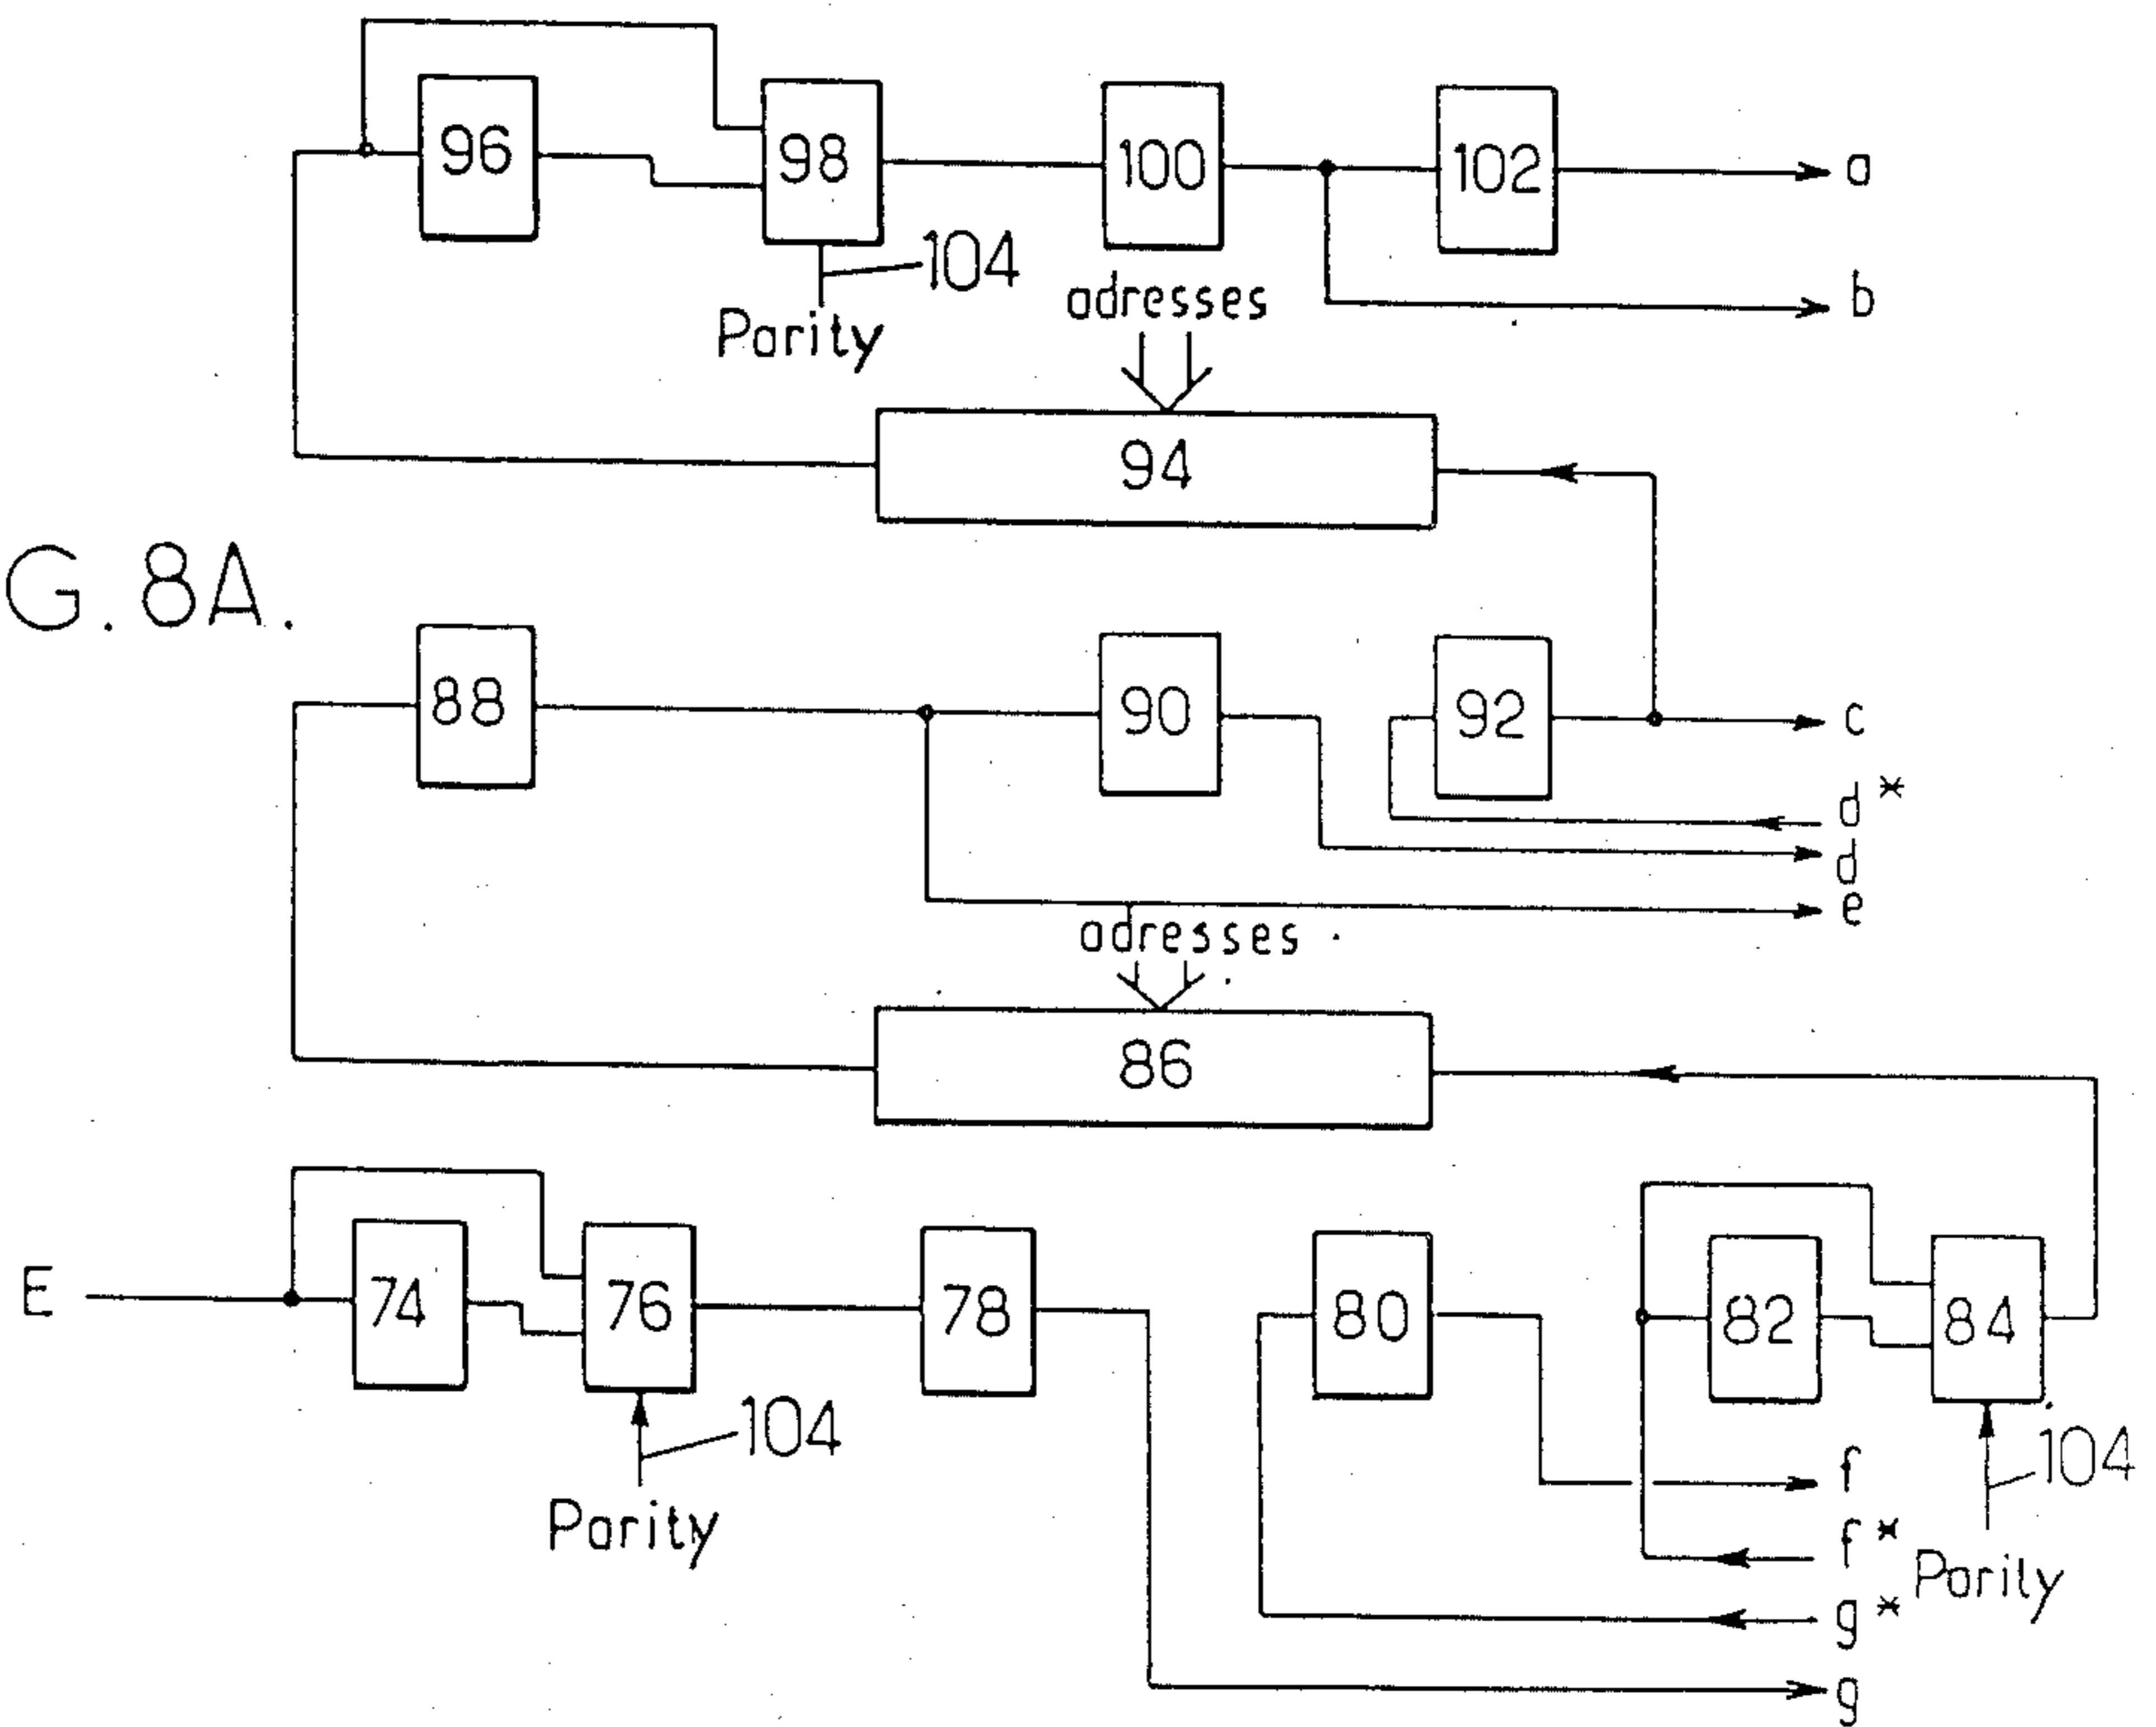 96
98
100
102
a
104
adresses
b
Parity
94
G.8A.
88
90
92
c
d*
d
e
adresses
86
E
74
76
78
80
82
84
104
104
f
Parity
f*
Parity
g*
g